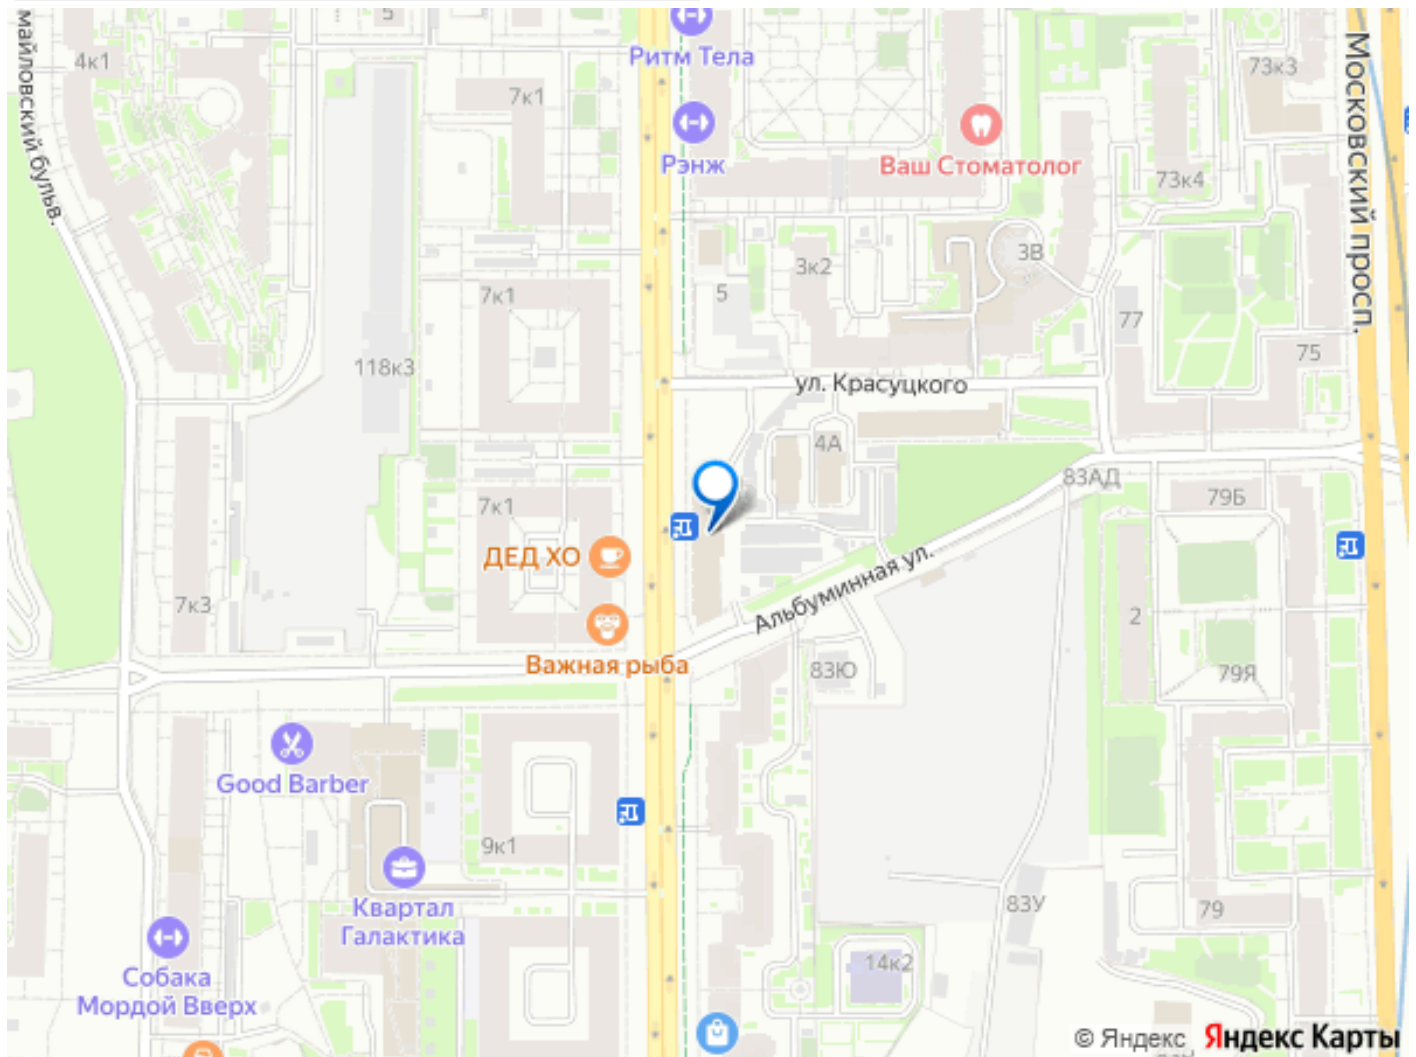 5
Ритм Тела
4к1
73к3
7к1
Рэнж
Ваш Стоматолог
73к4
майловский бульв.
Московский просп.
3В
3к2
7к1
5
77
75
118к3
ул. Красуцкого
4А
83АД
79Б
7к1
ДЕД ХО
Альбуминная ул.
7к3
2
Важная рыба
83Ю
79Я
Good Barber
9к1
Квартал
Галактика
83У
79
Собака
Мордой Вверх
14к2
© Яндекс Яндекс Карты